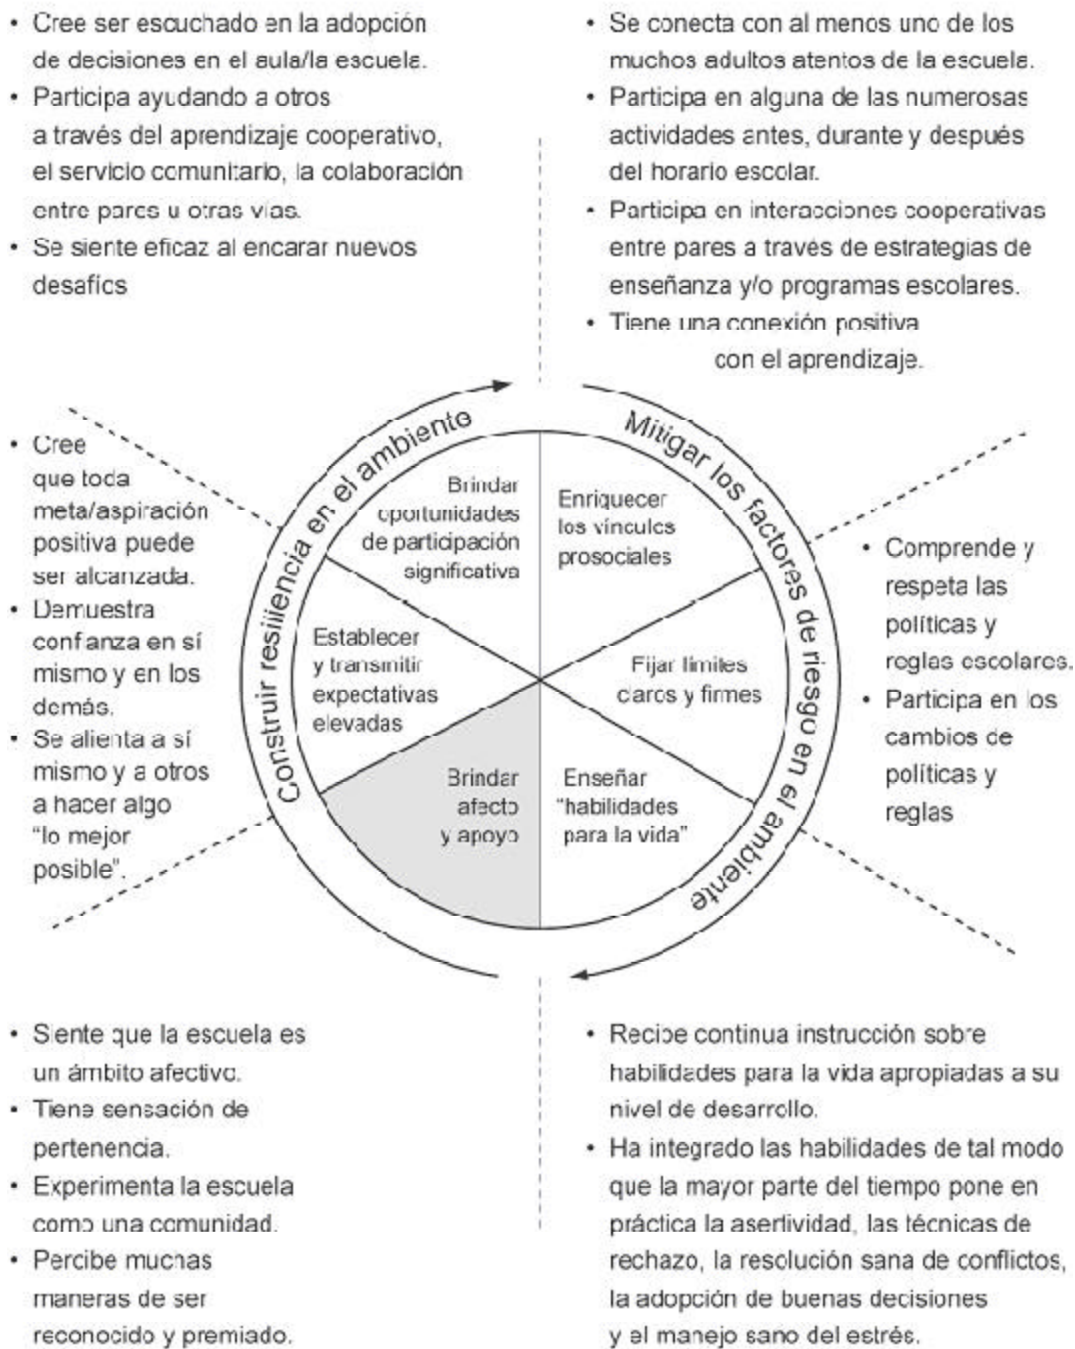 • Cree ser escuchado en la adopción
de decisiones en el aula/la escuela.
• Participa ayudando a otros
a través del aprendizaje cooperativo,
el servicio comunitario, la colaboración
entre pares u otras vías.
• Se siente eficaz al encarar nuevos
desafíos
• Se conecta con al menos uno de los
muchos adultos atentos de la escuela.
• Participa en alguna de las numerosas
actividades antes, durante y después
del horario escolar.
• Participa en interacciones cooperativas
entre pares a través de estrategias de
enseñanza y/o programas escolares.
• Tiene una conexión positiva
con el aprendizaje.
• Cree
que toda
meta/aspiración
positiva puede
ser alcanzada.
• Demuestra
confianza en sí
mismo y en los
demás.
• Se alienta a sí
mismo y a otros
a hacer algo
“lo mejor
posible”.
Construir resiliencia en el ambiente
Mitigar los factores de riesgo en el ambiente
Brindar
oportunidades
de participación
significativa
Enriquecer
los vínculos
prosociales
Establecer
y transmitir
expectativas
elevadas
Fijar límites
claros y firmes
Brindar
afecto
y apoyo
Enseñar
“habilidades
para la vida”
• Comprende y
respeta las
políticas y
reglas escolares.
• Participa en los
cambios de
políticas y
reglas
• Siente que la escuela es
un ámbito afectivo.
• Tiene sensación de
pertenencia.
• Experimenta la escuela
como una comunidad.
• Percibe muchas
maneras de ser
reconocido y premiado.
• Recibe continua instrucción sobre
habilidades para la vida apropiadas a su
nivel de desarrollo.
• Ha integrado las habilidades de tal modo
que la mayor parte del tiempo pone en
práctica la asertividad, las técnicas de
rechazo, la resolución sana de conflictos,
la adopción de buenas decisiones
y el manejo sano del estrés.